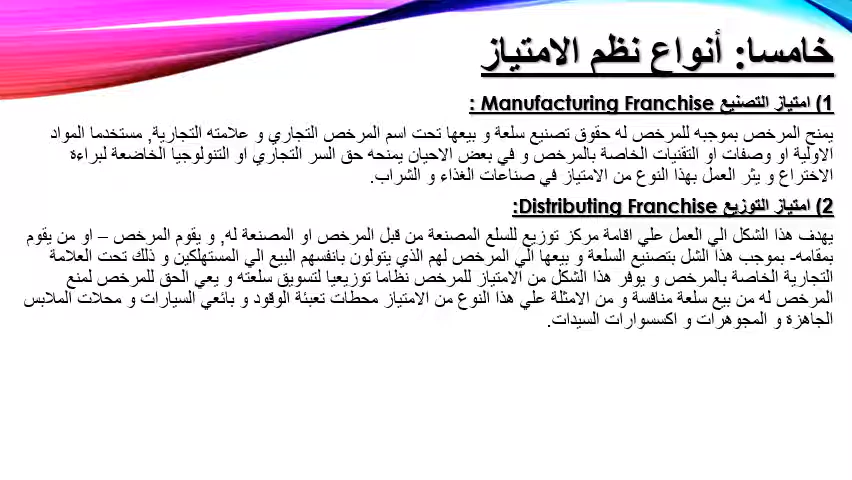 خامسا: أنواع نظم الامتياز
1) امتياز التصنيع Manufacturing Franchise :
يمنح المرخص بموجبه للمرخص له حقوق تصنيع سلعة و بيعها تحت اسم المرخص التجاري و علامته التجارية, مستخدما المواد
الاولية او وصفات او التقنيات الخاصة بالمرخص و في بعض الاحيان يمنحه حق السر التجاري او التنولوجيا الخاضعة لبراءة
الاختراع و يثر العمل بهذا النوع من الامتياز في صناعات الغذاء و الشراب.
2) امتياز التوزيع Distributing Franchise:
يهدف هذا الشكل الي العمل علي اقامة مركز توزيع للسلع المصنعة من قبل المرخص او المصنعة له, و يقوم المرخص – او من يقوم
بمقامه- بموجب هذا الشل بتصنيع السلعة و بيعها الي المرخص لهم الذي يتولون بانفسهم البيع الي المستهلكين و ذلك تحت العلامة
التجارية الخاصة بالمرخص و يوفر هذا الشكل من الامتياز للمرخص نظاما توزيعيا لتسويق سلعته و يعي الحق للمرخص لمنع
المرخص له من بيع سلعة منافسة و من الامثلة علي هذا النوع من الامتياز محطات تعبئة الوقود و بائعي السيارات و محلات الملابس
الجاهزة و المجوهرات و اكسسوارات السيدات.